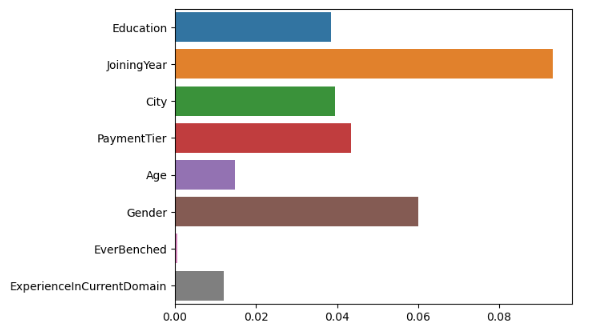 Education
JoiningYear
City
PaymentTier
Age
Gender
EverBenched
ExperienceInCurrentDomain
0.00 0.02 0.04 0.06 0.08